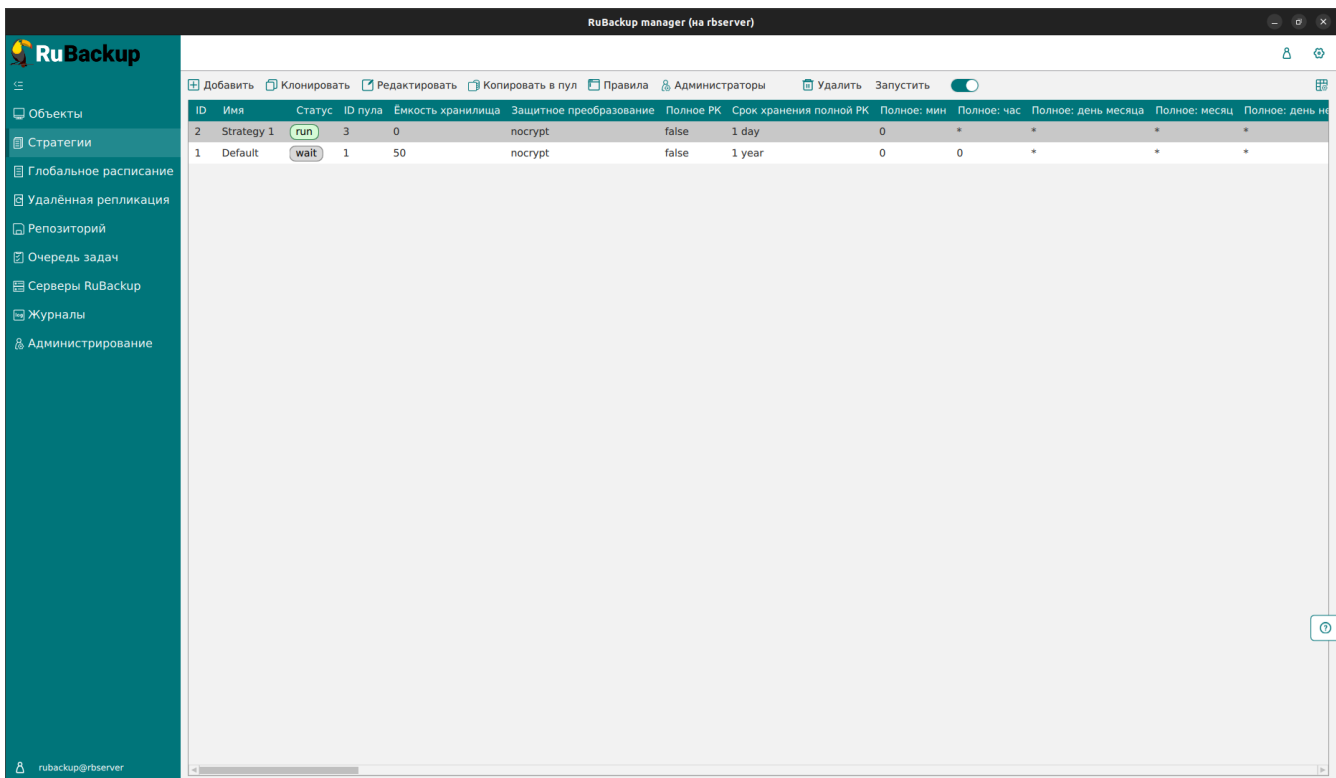 RuBackup manager (на rbserver)
RuBackup
Добавить Клонировать Редактировать Копировать в пул Правила Администраторы Удалить Запустить
Объекты
Стратегии
Глобальное расписание
Удалённая репликация
Репозиторий
Очередь задач
Серверы RuBackup
Журналы
Администрирование
rubackup@rbserver
ID Имя Статус ID пула Ёмкость хранилища Защитное преобразование Полное РК Срок хранения полной РК Полное: мин Полное: час Полное: день месяца Полное: месяц Полное: день не
2 Strategy 1 run 3 0 nocrypt false 1 day 0 * * * *
1 Default wait 1 50 nocrypt false 1 year 0 0 * * *